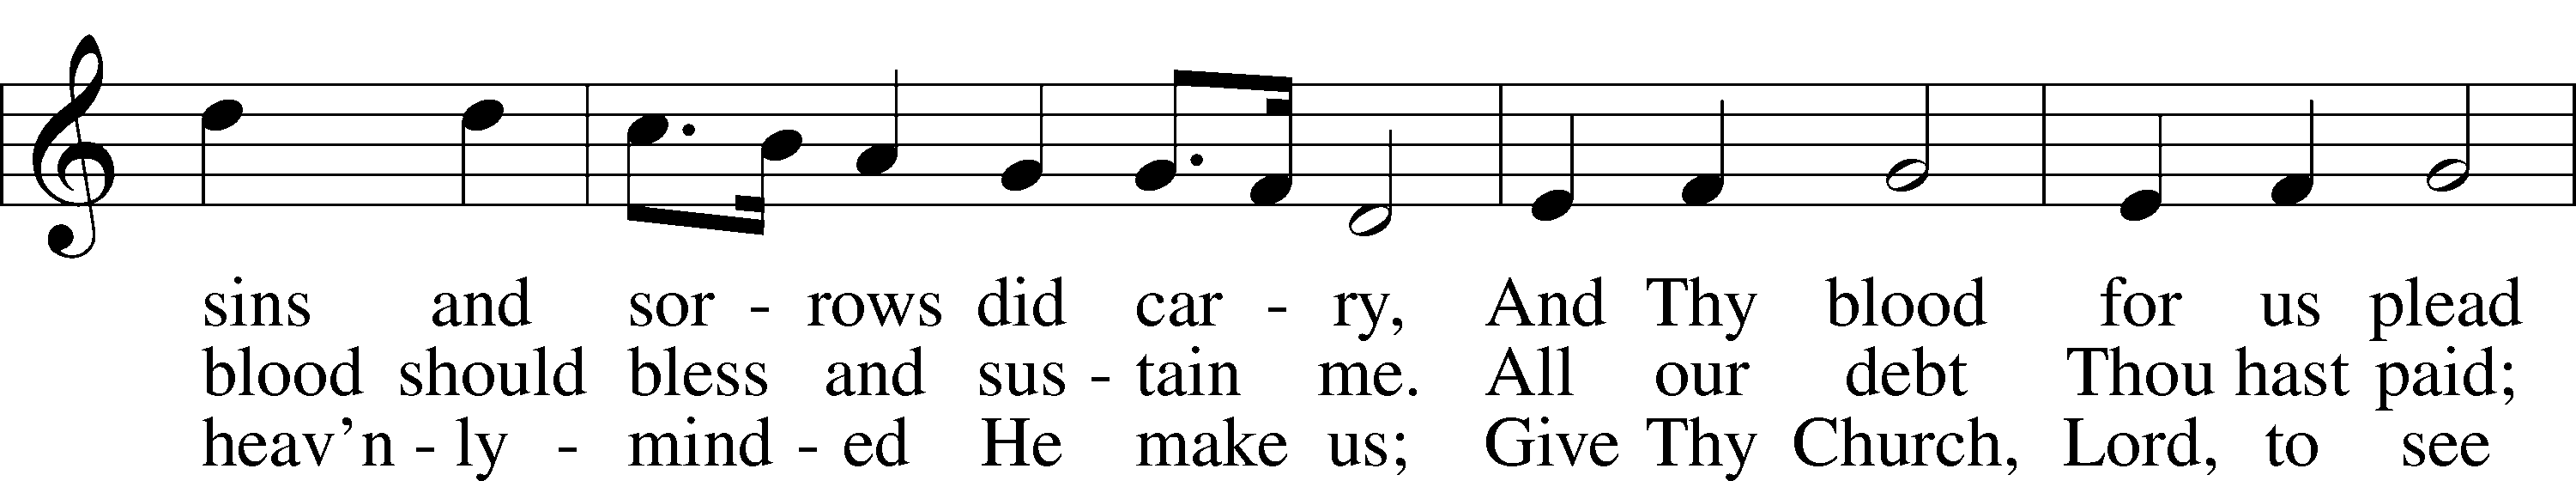 sins and sor - rows did car - ry, And Thy blood for us plead
blood should bless and sus - tain me. All our debt Thou hast paid;
heav'n - ly - mind - ed He make us; Give Thy Church, Lord, to see